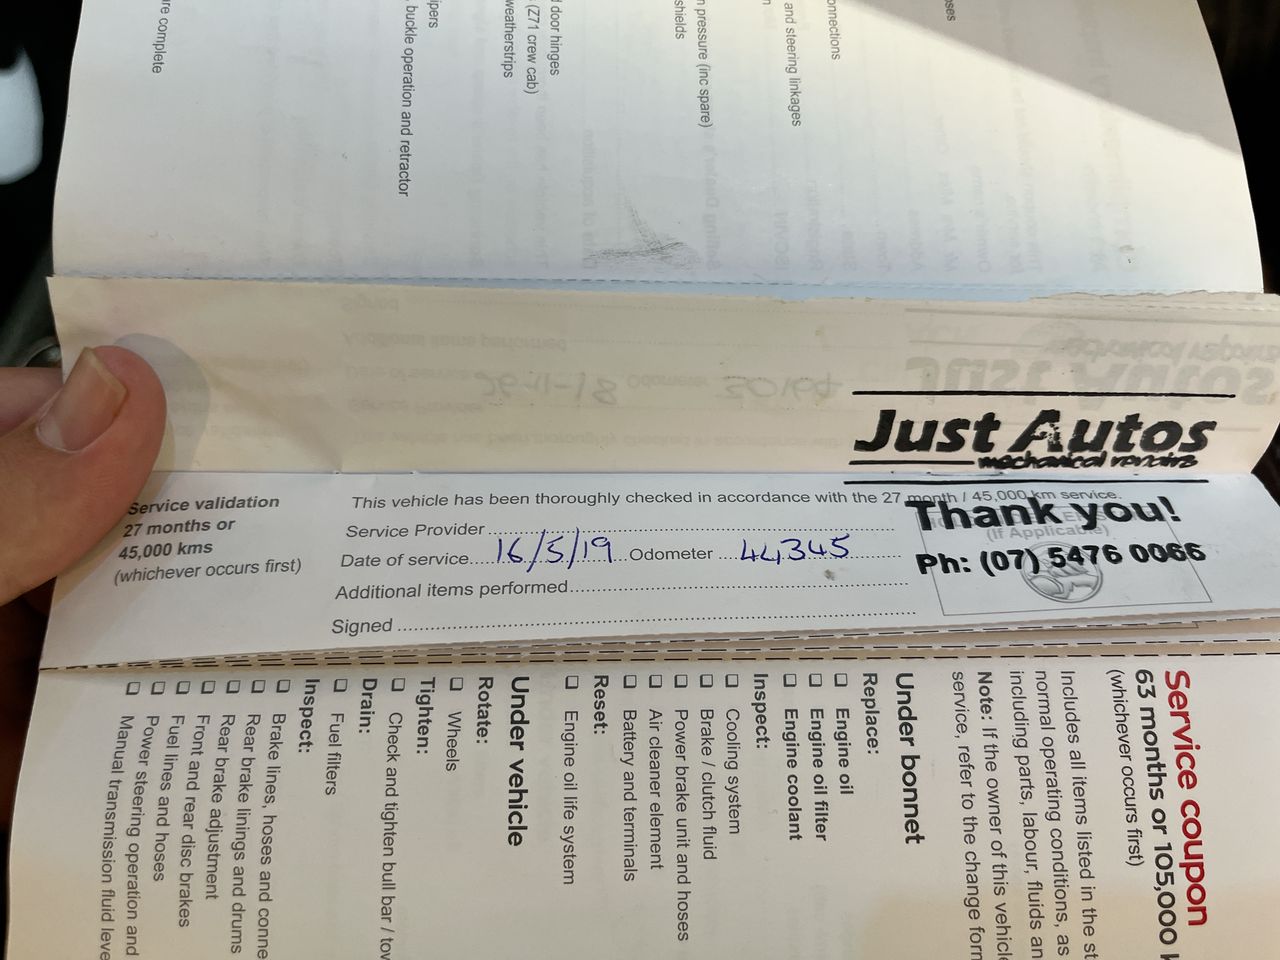 are complete
ipers
buckle operation and retractor
door hinges
(Z71 crew cab)
weatherstrips
pressure (inc spare)
shields
and steering linkages
onnections
Just Autos
mechanical repairs
Thank you!
Ph: (07) 5476 0066
Service validation
27 months or
45,000 kms
(whichever occurs first)
This vehicle has been thoroughly checked in accordance with the 27 month / 45,000 km service.
Service Provider
Date of service 16/5/19 Odometer 44,345
(If Applicable)
Additional items performed
Signed
Service coupon
63 months or 105,000 k
(whichever occurs first)
Includes all items listed in the st
normal operating conditions, as
including parts, labour, fluids an
Note: If the owner of this vehicle
service, refer to the change form
Under bonnet
Replace:
Engine oil
Engine oil filter
Engine coolant
Inspect:
Cooling system
Brake / clutch fluid
Power brake unit and hoses
Air cleaner element
Battery and terminals
Reset:
Engine oil life system
Under vehicle
Rotate:
Wheels
Tighten:
Check and tighten bull bar / tow
Drain:
Fuel filters
Inspect:
Brake lines, hoses and conne
Rear brake linings and drums
Rear brake adjustment
Front and rear disc brakes
Fuel lines and hoses
Power steering operation and
Manual transmission fluid leve